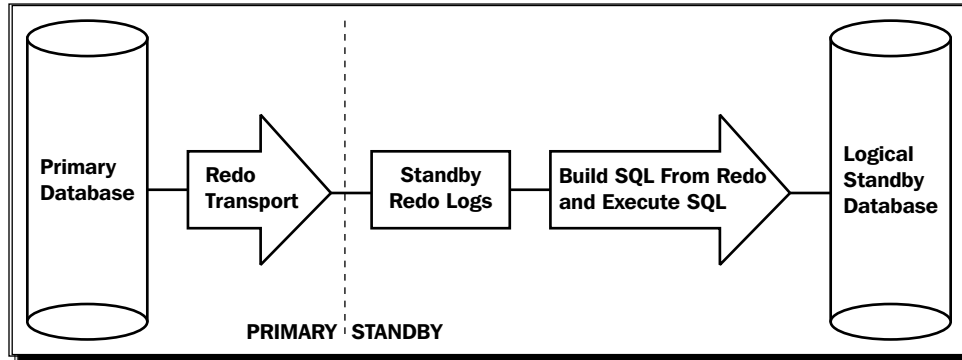 Primary
Database
Redo
Transport
Standby
Redo Logs
Build SQL From Redo
and Execute SQL
Logical
Standby
Database
PRIMARY
STANDBY